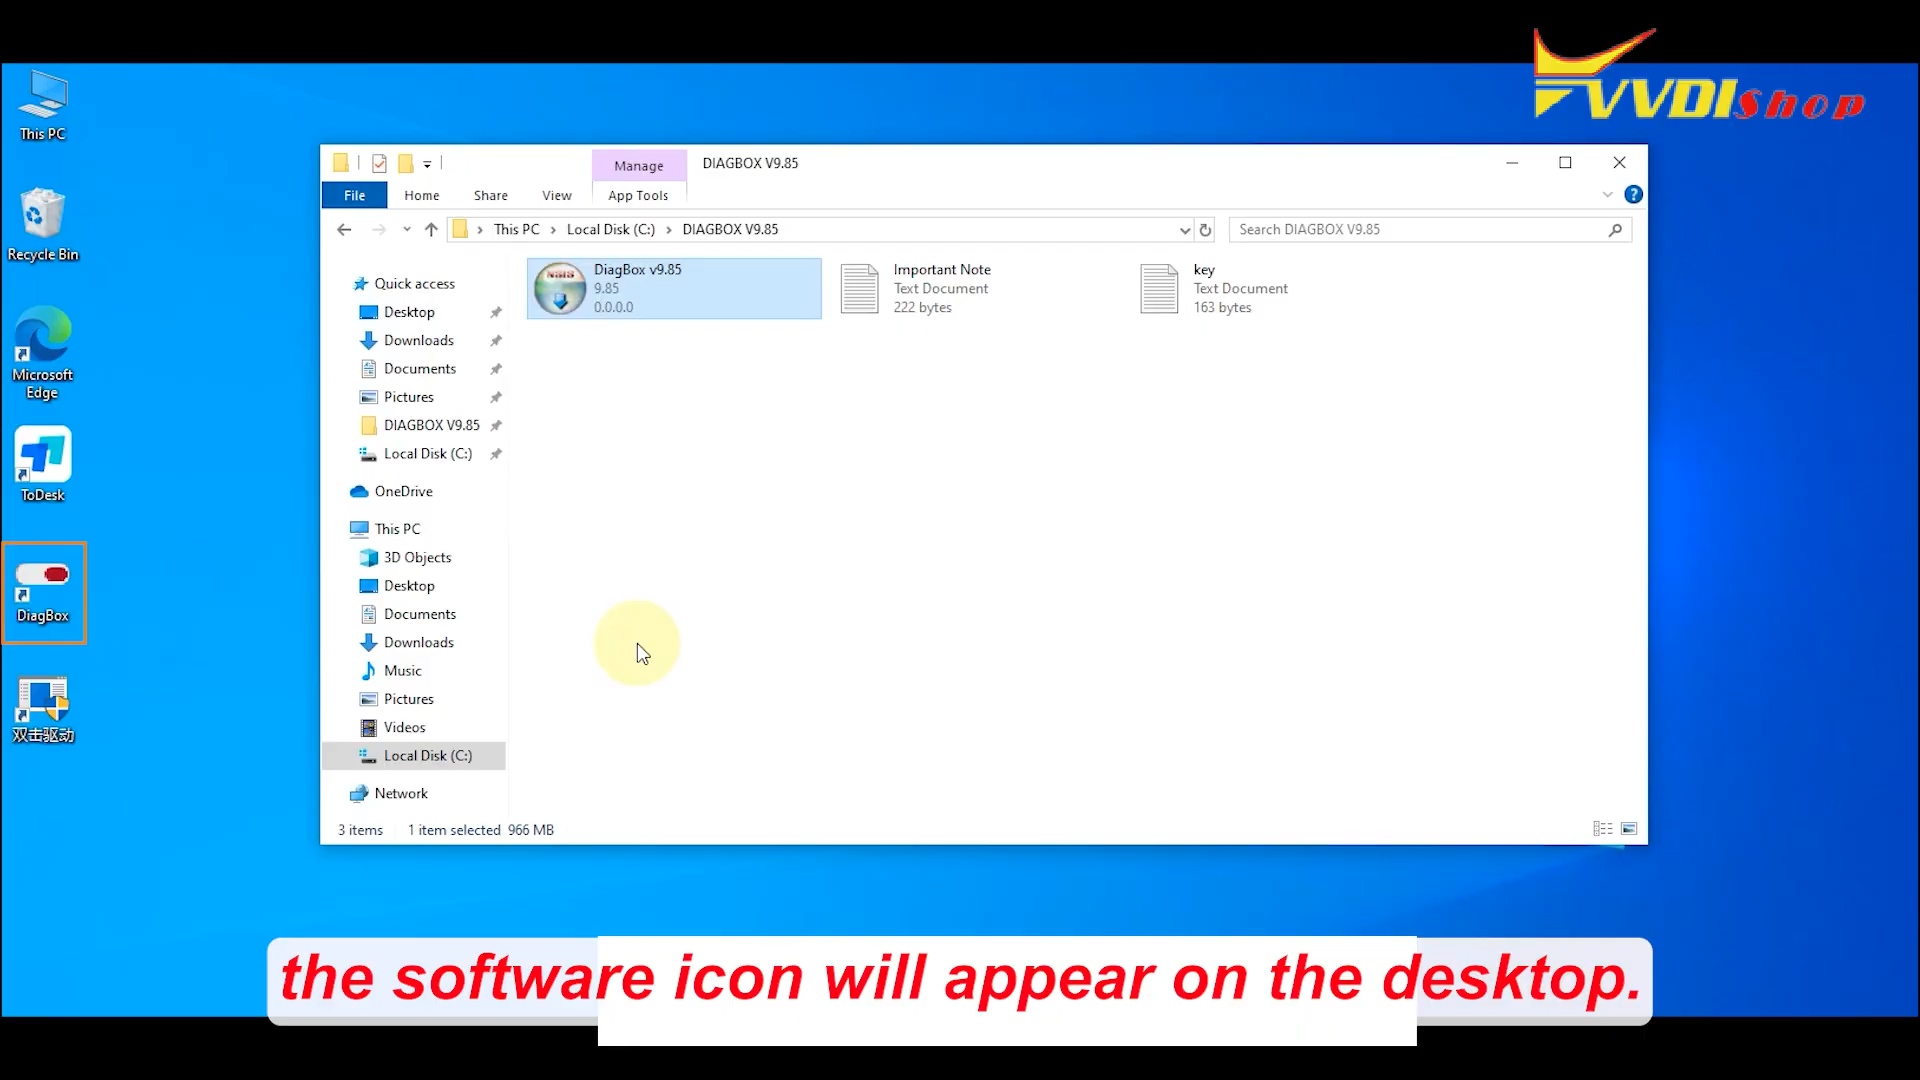 VVDIshop
This PC
Recycle Bin
Microsoft
Edge
ToDesk
DiagBox
双击驱动
Manage
DIAGBOX V9.85
File
Home
Share
View
App Tools
?
This PC
Local Disk (C:)
DIAGBOX V9.85
Search DIAGBOX V9.85
Quick access
Desktop
Downloads
Documents
Pictures
DIAGBOX V9.85
Local Disk (C:)
OneDrive
This PC
3D Objects
Desktop
Documents
Downloads
Music
Pictures
Videos
Local Disk (C:)
Network
NSIS
DiagBox v9.85
9.85
0.0.0.0
Important Note
Text Document
222 bytes
key
Text Document
163 bytes
3 items
1 item selected 966 MB
the software icon will appear on the desktop.